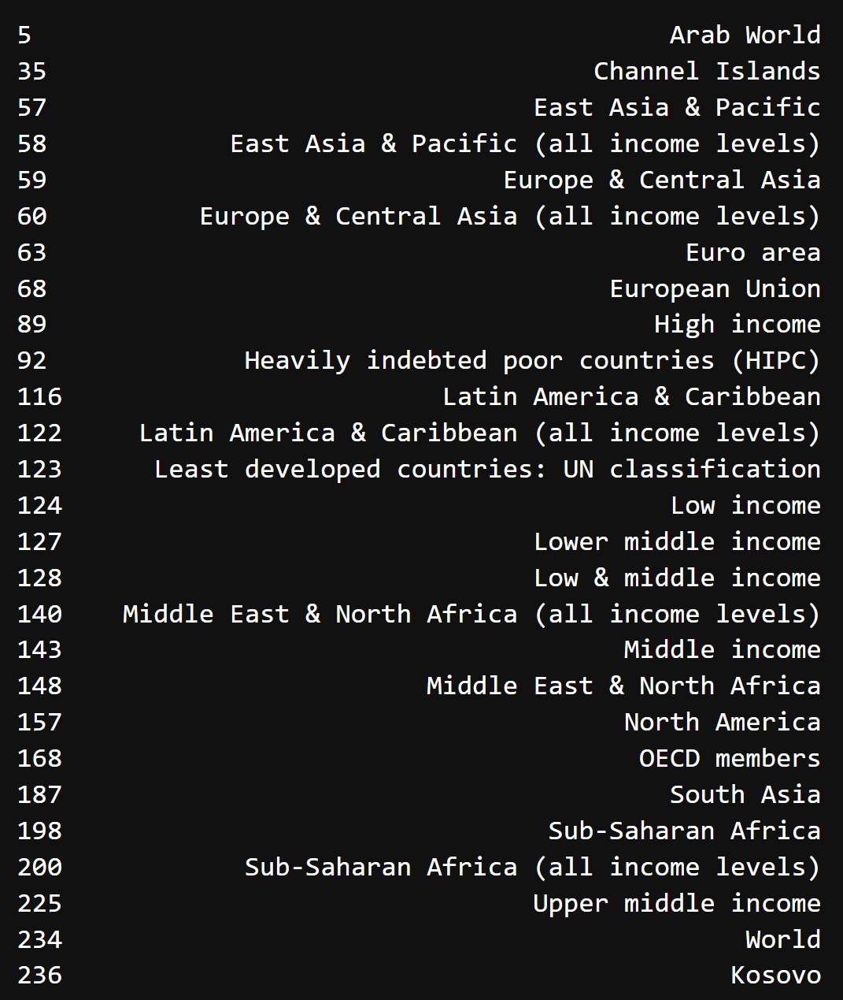 5 Arab World
35 Channel Islands
57 East Asia & Pacific
58 East Asia & Pacific (all income levels)
59 Europe & Central Asia
60 Europe & Central Asia (all income levels)
63 Euro area
68 European Union
89 High income
92 Heavily indebted poor countries (HIPC)
116 Latin America & Caribbean
122 Latin America & Caribbean (all income levels)
123 Least developed countries: UN classification
124 Low income
127 Lower middle income
128 Low & middle income
140 Middle East & North Africa (all income levels)
143 Middle income
148 Middle East & North Africa
157 North America
168 OECD members
187 South Asia
198 Sub-Saharan Africa
200 Sub-Saharan Africa (all income levels)
225 Upper middle income
234 World
236 Kosovo